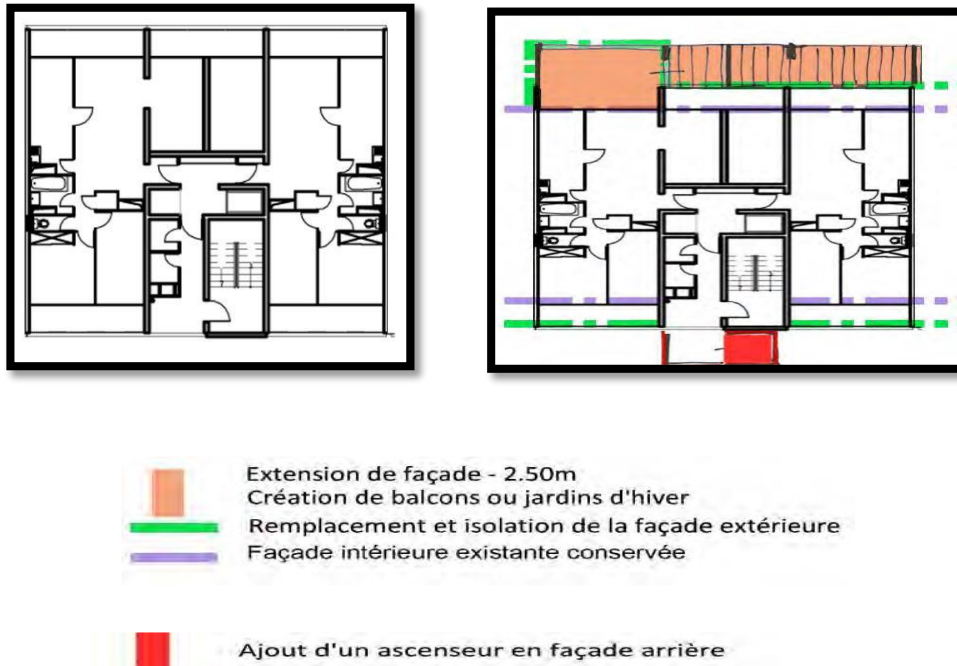 Extension de façade - 2.50m
Création de balcons ou jardins d'hiver
Remplacement et isolation de la façade extérieure
Façade intérieure existante conservée
Ajout d'un ascenseur en façade arrière